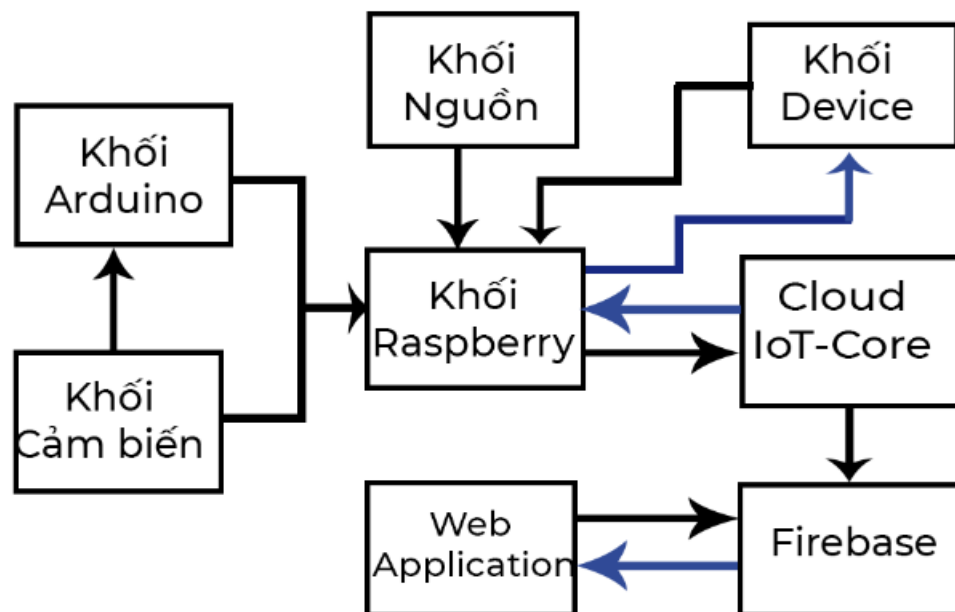 Khối
Nguồn
Khối
Device
Khối
Arduino
Khối
Raspberry
Cloud
IoT-Core
Khối
Cảm biến
Web
Application
Firebase